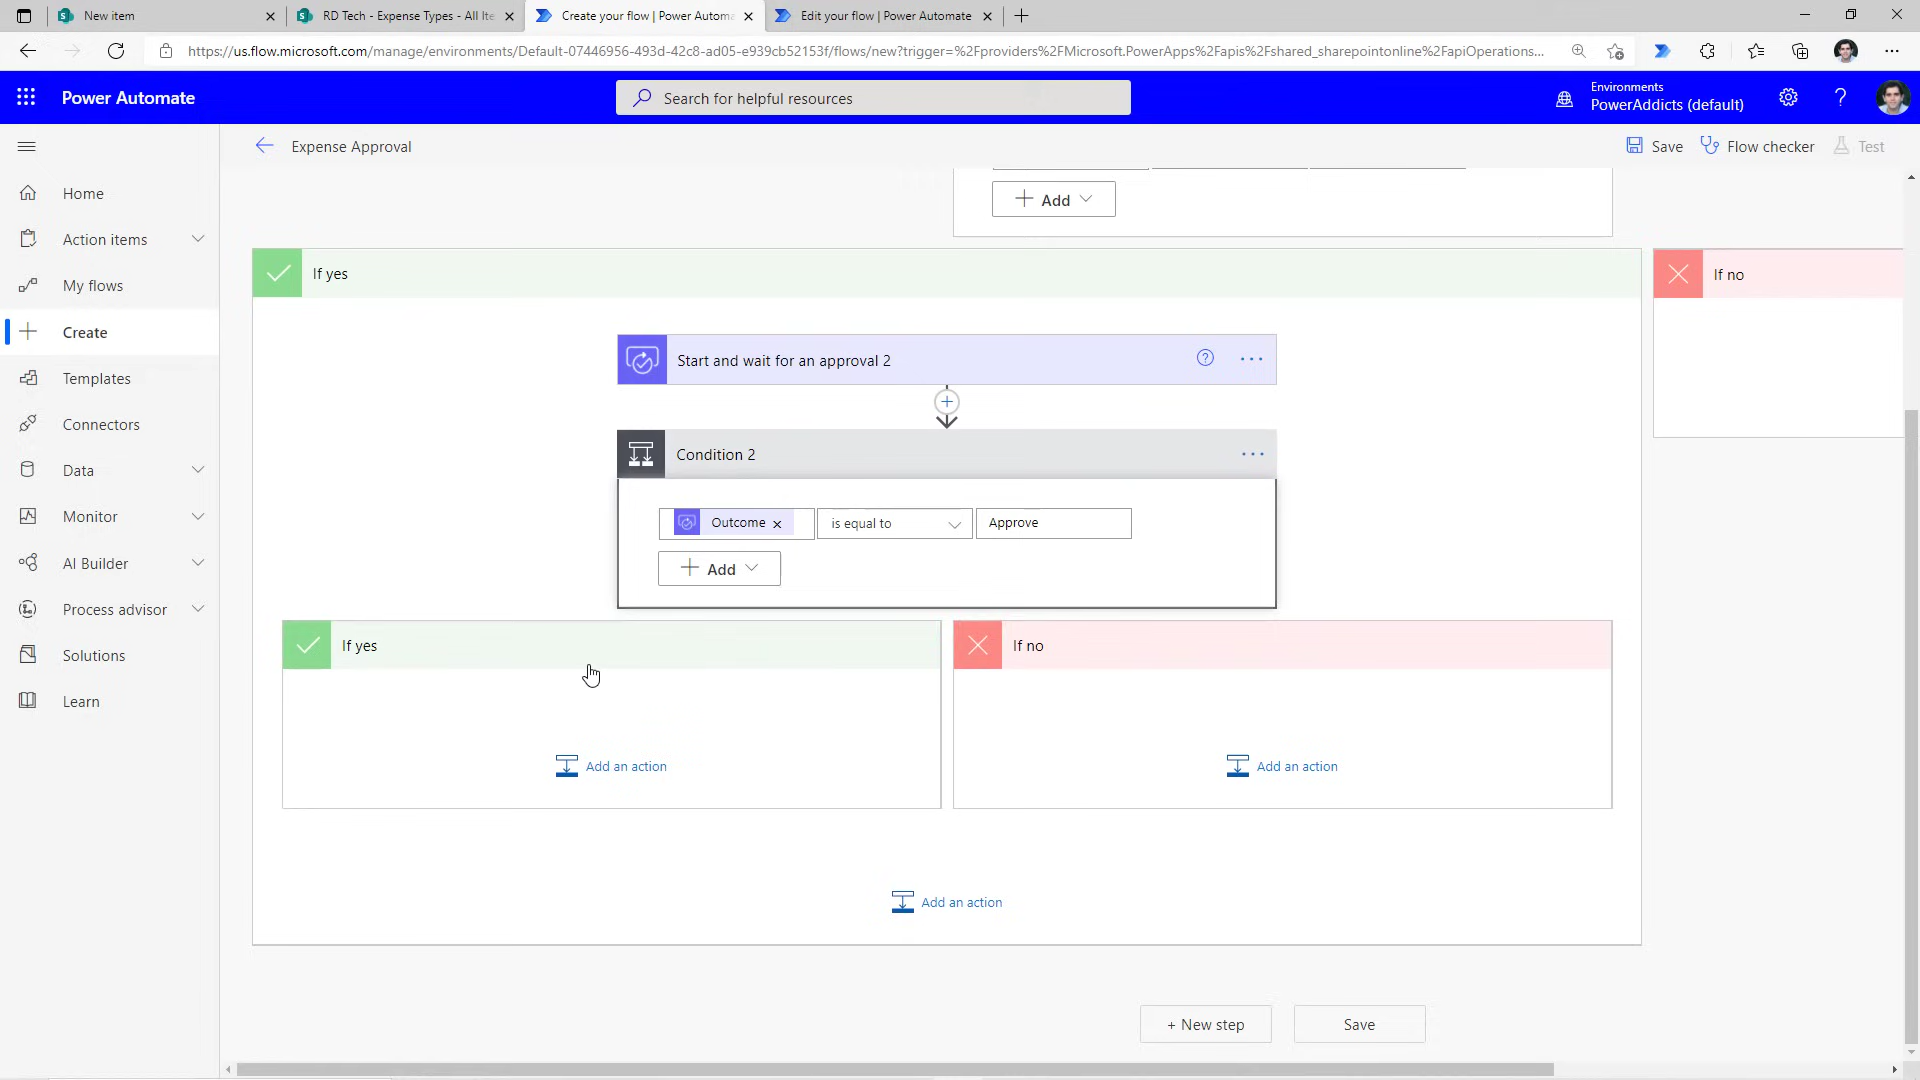 New item
RD Tech - Expense Types - All Ite
Create your flow | Power Automa
Edit your flow | Power Automate
https://us.flow.microsoft.com/manage/environments/Default-07446956-493d-42c8-ad05-e939cb52153f/flows/new?trigger=%2Fproviders%2FMicrosoft.PowerApps%2Fapis%2Fshared_sharepointonline%2FapiOperations...
Power Automate
Search for helpful resources
Environments
PowerAddicts (default)
Expense Approval
Save
Flow checker
Test
Home
Action items
My flows
Create
Templates
Connectors
Data
Monitor
AI Builder
Process advisor
Solutions
Learn
Add
If yes
If no
Start and wait for an approval 2
Condition 2
Outcome
is equal to
Approve
Add
If yes
If no
Add an action
Add an action
Add an action
+ New step
Save